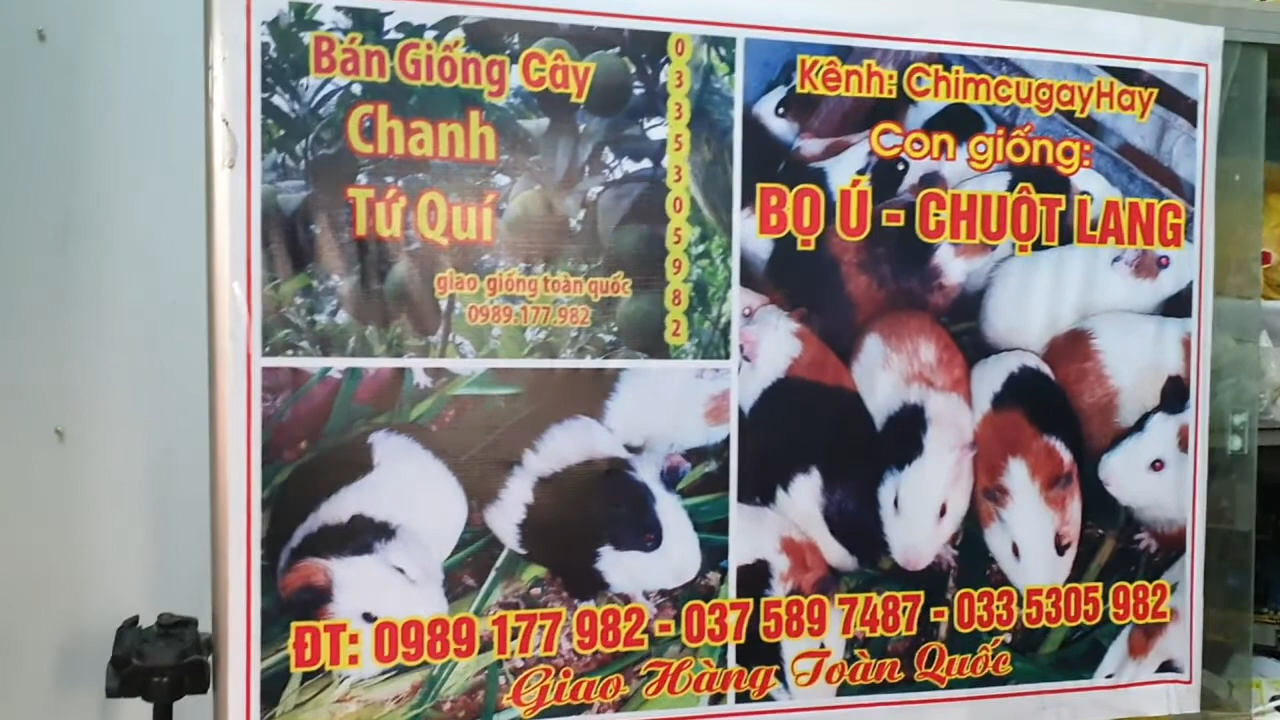 Bán Giống Cây
Chanh
Tứ Quí
giao giống toàn quốc
0989.177.982
0335305982
Kênh: ChimcugayHay
Con giống:
BỌ Ú - CHUỘT LANG
ĐT: 0989 177 982 - 037 589 7487 - 033 5305 982
Giao Hàng Toàn Quốc